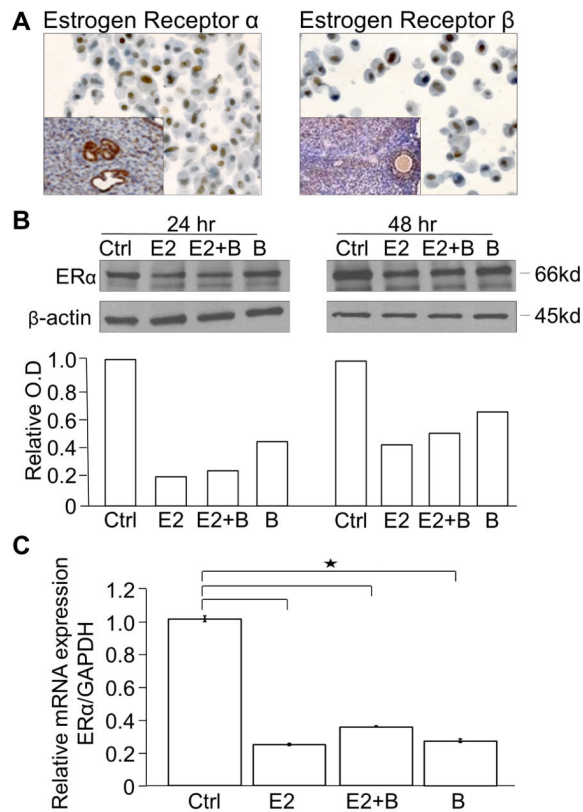 A
Estrogen Receptor α
Estrogen Receptor β
B
24 hr
48 hr
Ctrl E2 E2+B B
Ctrl E2 E2+B B
ERα
66kd
β-actin
45kd
Relative O.D
1.0
0.8
0.6
0.4
0.2
0
Ctrl E2 E2+B B
Ctrl E2 E2+B B
C
★
Relative mRNA expression
ERα/GAPDH
1.2
1.0
0.8
0.6
0.4
0.2
0
Ctrl E2 E2+B B